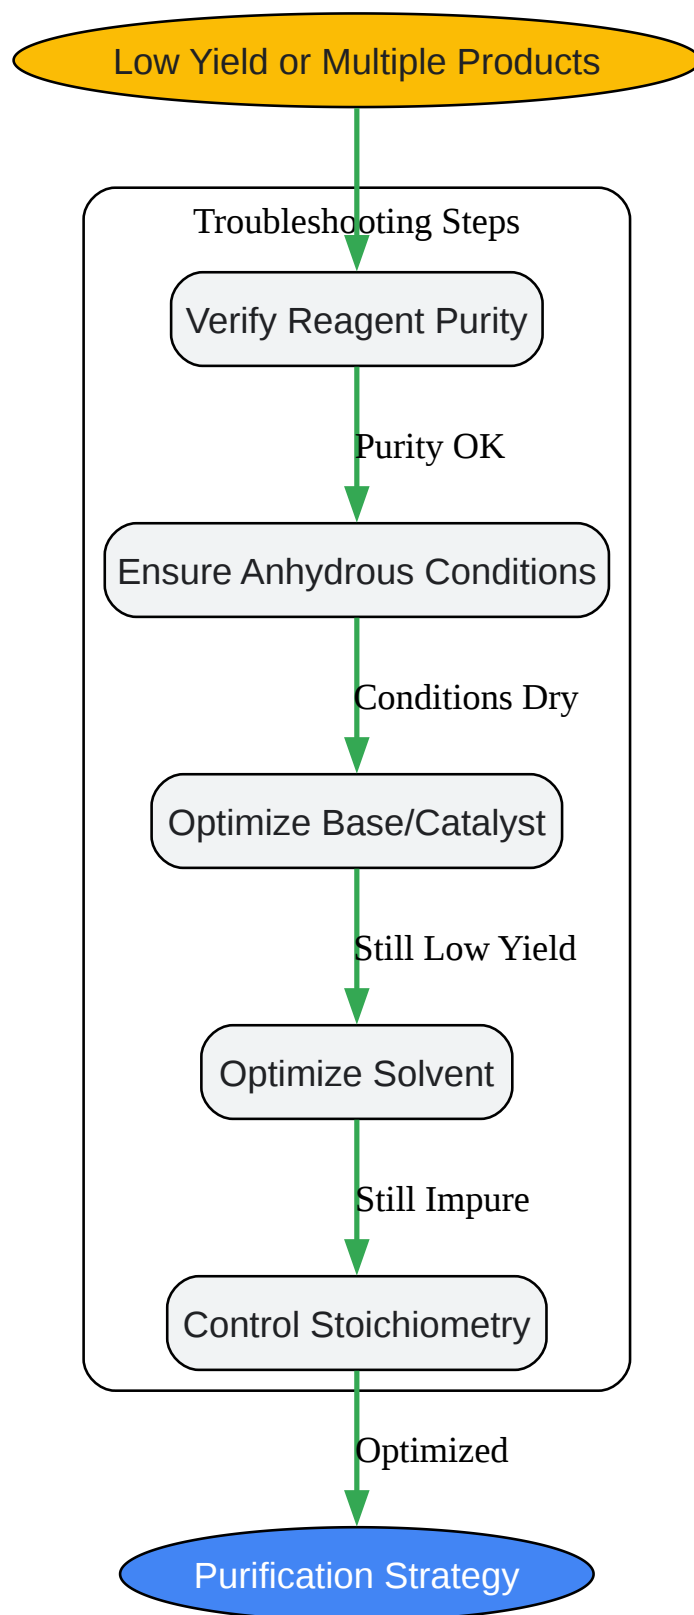 Low Yield or Multiple Products
Troubleshooting Steps
Verify Reagent Purity
Purity OK
Ensure Anhydrous Conditions
Conditions Dry
Optimize Base/Catalyst
Still Low Yield
Optimize Solvent
Still Impure
Control Stoichiometry
Optimized
Purification Strategy